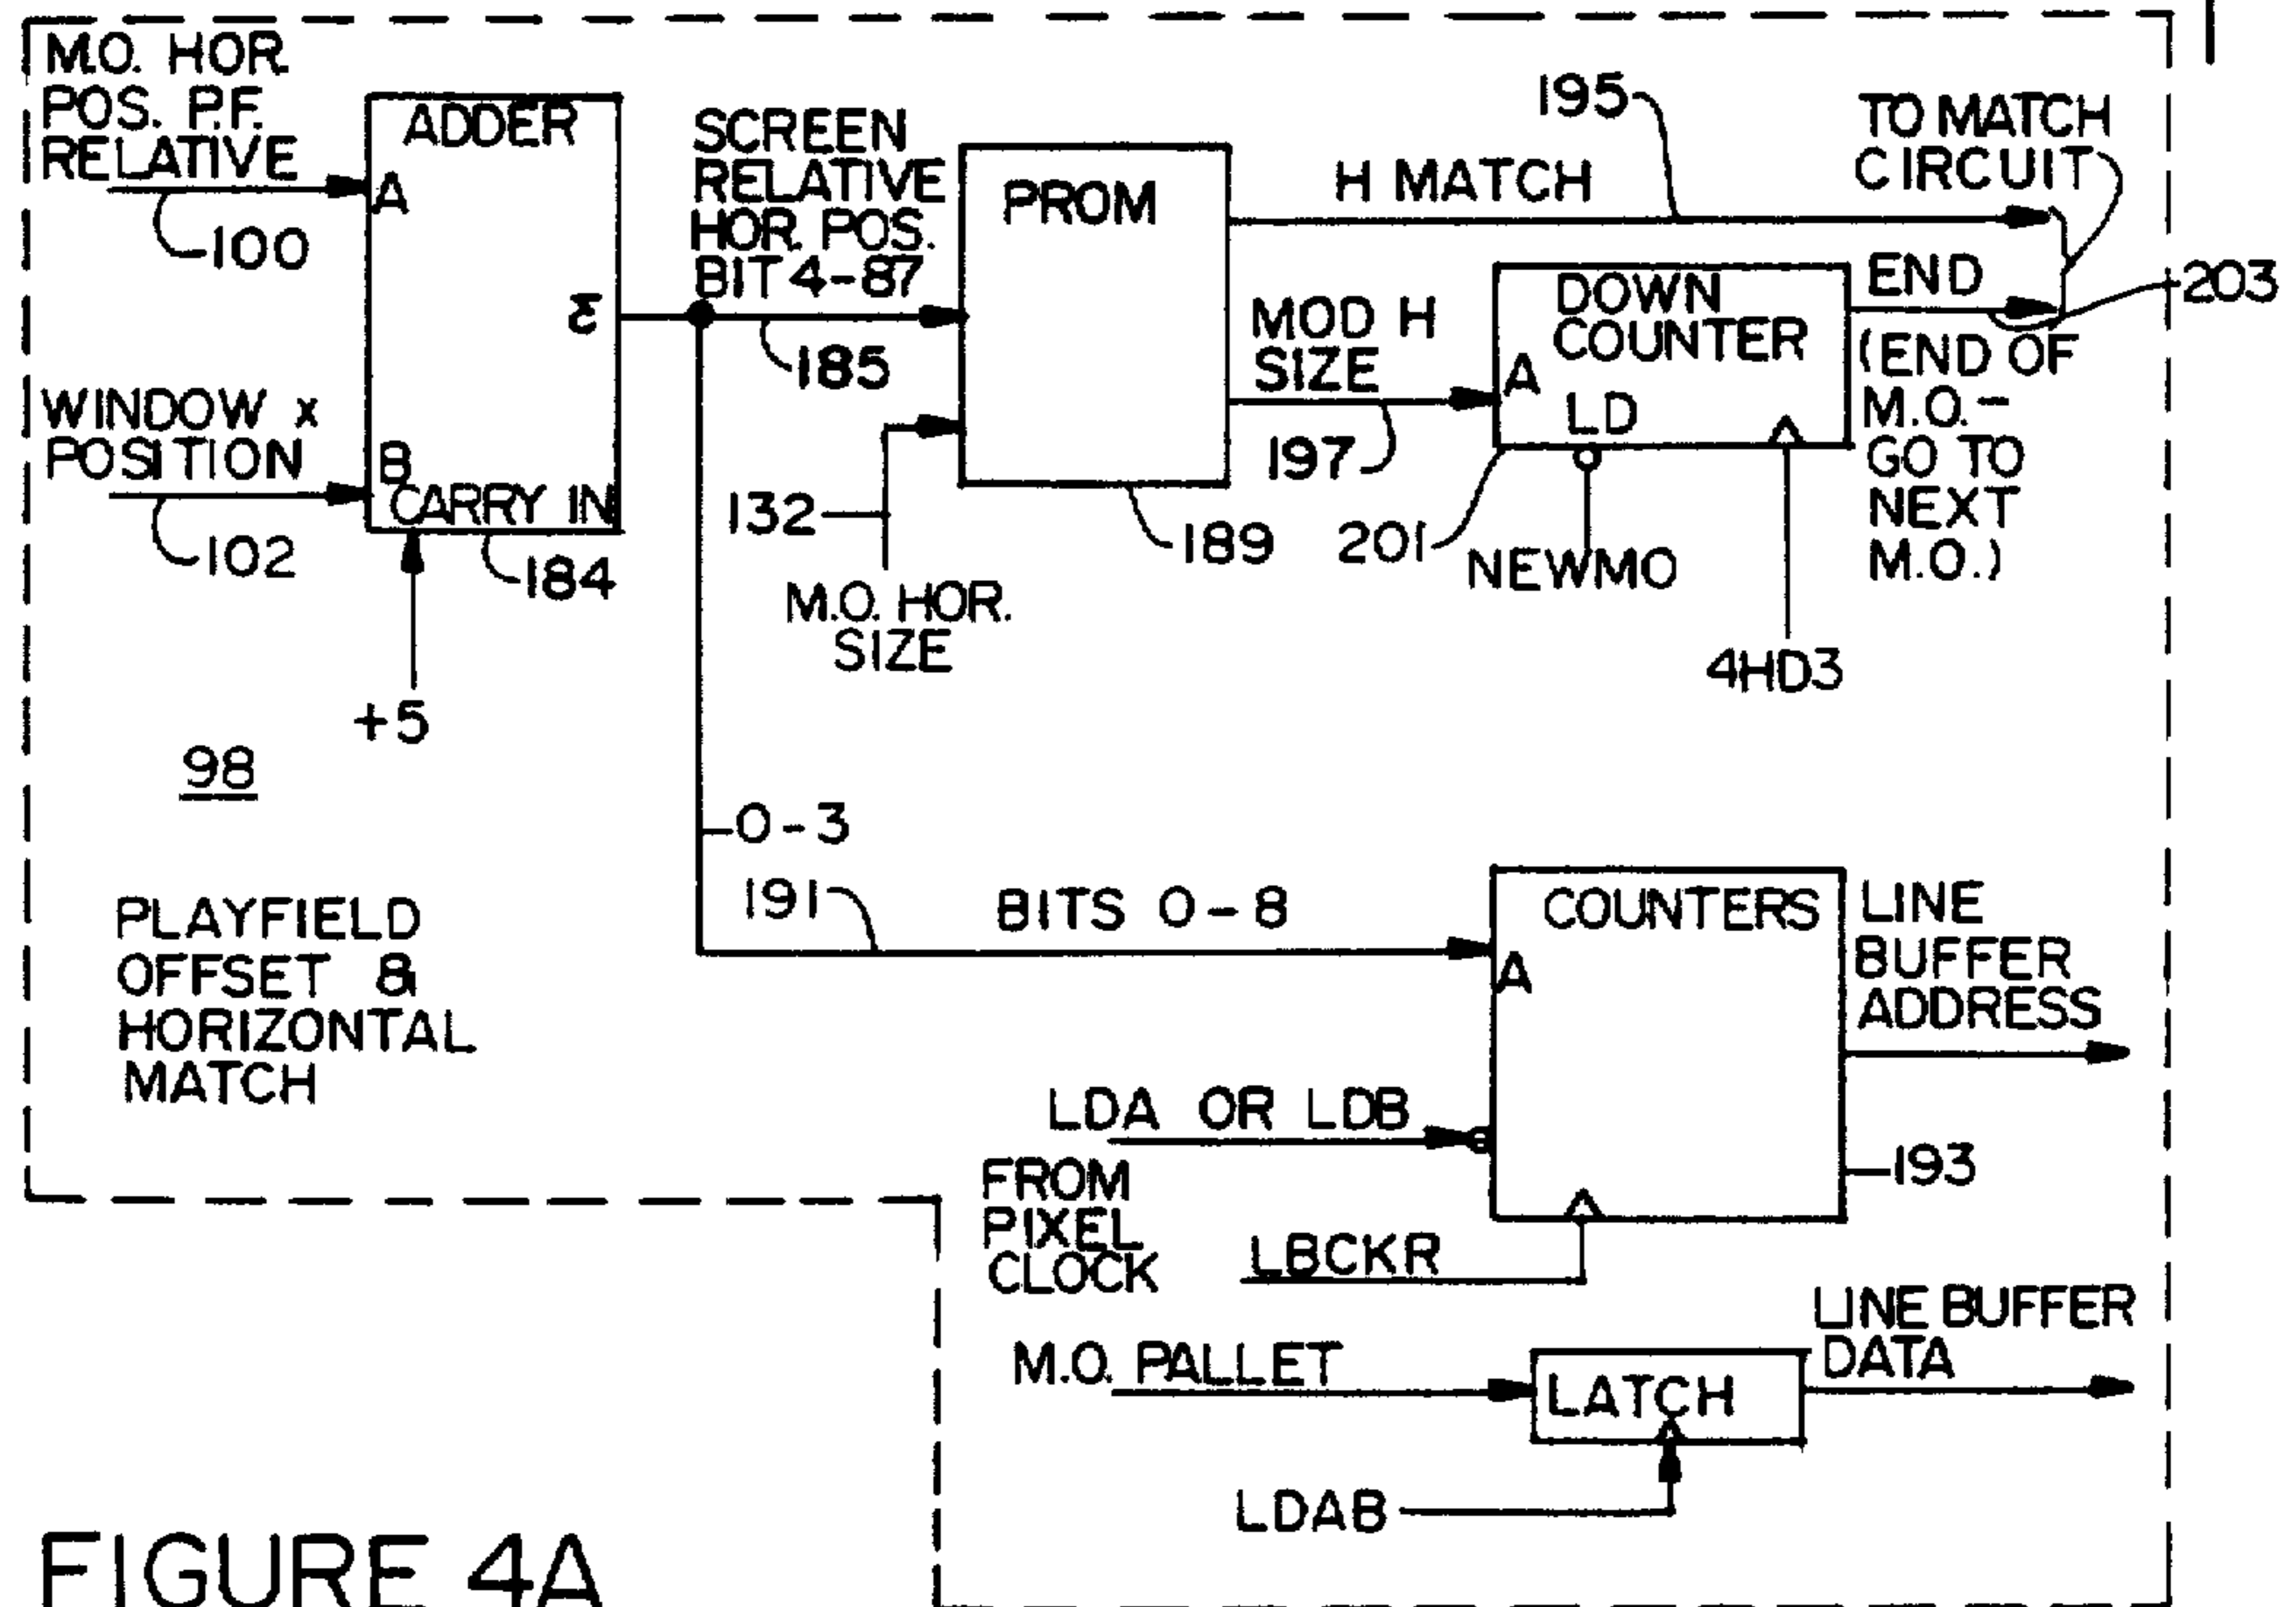 M.O. HOR.
POS. P.F.
RELATIVE
100
WINDOW x
POSITION
102
ADDER
A
Σ
B
CARRY IN
184
+5
98
PLAYFIELD
OFFSET &
HORIZONTAL
MATCH
SCREEN
RELATIVE
HOR. POS.
BIT 4-87
185
132
M.O. HOR.
SIZE
PROM
189
195
H MATCH
TO MATCH
CIRCUIT
MOD H
SIZE
197
DOWN
COUNTER
A
LD
201
NEWMO
4HD3
END
203
(END OF
M.O.-
GO TO
NEXT
M.O.)
0-3
191
BITS 0-8
COUNTERS
A
LINE
BUFFER
ADDRESS
193
LDA OR LDB
FROM
PIXEL
CLOCK
LBCKR
M.O. PALLET
LATCH
LINE BUFFER
DATA
LDAB
FIGURE 4A